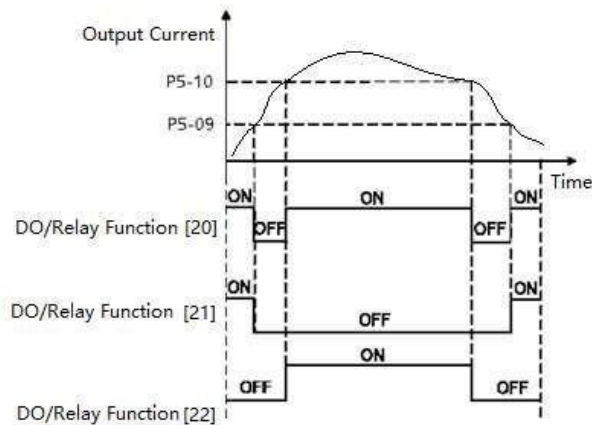 Output Current
P5-10
P5-09
Time
ON ON ON
DO/Relay Function [20] OFF OFF
ON ON
DO/Relay Function [21] OFF
ON
OFF OFF
DO/Relay Function [22]